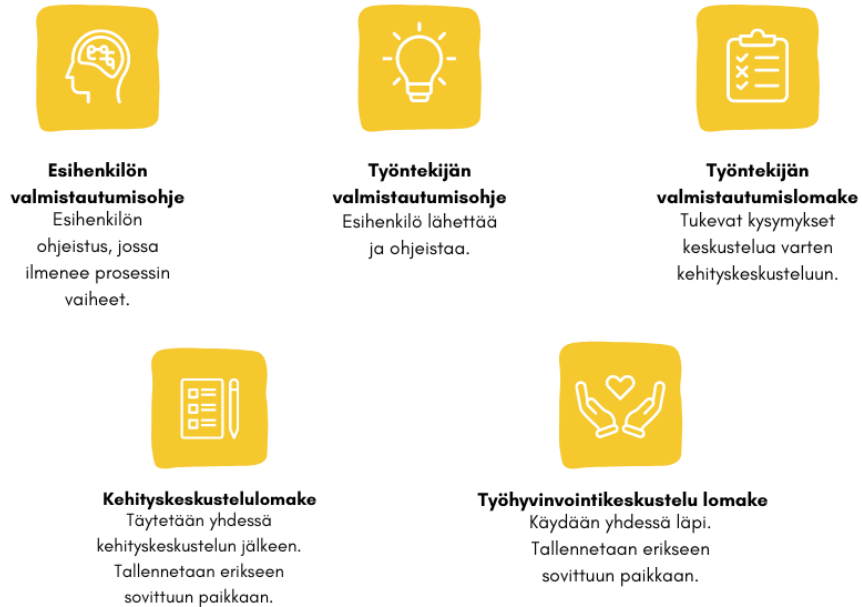 Esihenkilön
valmistautumisohje
Esihenkilön
ohjeistus, jossa
ilmenee prosessin
vaiheet.
Työntekijän
valmistautumisohje
Esihenkilö lähettää
ja ohjeistaa.
Työntekijän
valmistautumislomake
Tukevat kysymykset
keskustelua varten
kehityskeskusteluun.
Kehityskeskustelulomake
Täytetään yhdessä
kehityskeskustelun jälkeen.
Tallennetaan erikseen
sovittuun paikkaan.
Työhyvinvointikeskustelu lomake
Käydään yhdessä läpi.
Tallennetaan erikseen
sovittuun paikkaan.